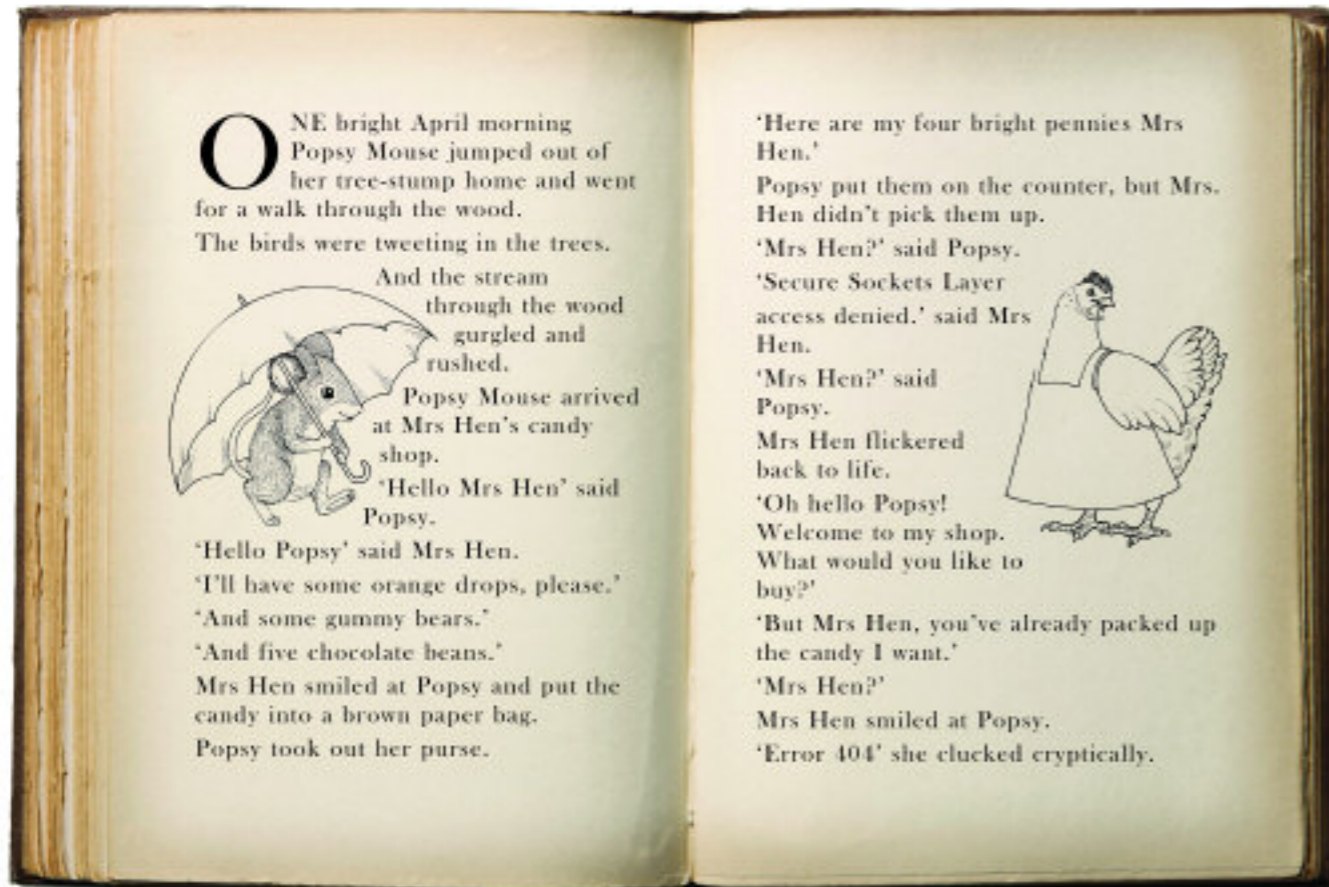 ONE bright April morning
Popsy Mouse jumped out of
her tree-stump home and went
for a walk through the wood.
The birds were tweeting in the trees.
And the stream
through the wood
gurgled and
rushed.
Popsy Mouse arrived
at Mrs Hen's candy
shop.
'Hello Mrs Hen' said
Popsy.
'Hello Popsy' said Mrs Hen.
'I'll have some orange drops, please.'
'And some gummy bears.'
'And five chocolate beans.'
Mrs Hen smiled at Popsy and put the
candy into a brown paper bag.
Popsy took out her purse.
'Here are my four bright pennies Mrs
Hen.'
Popsy put them on the counter, but Mrs.
Hen didn't pick them up.
'Mrs Hen?' said Popsy.
'Secure Sockets Layer
access denied.' said Mrs
Hen.
'Mrs Hen?' said
Popsy.
Mrs Hen flickered
back to life.
'Oh hello Popsy!
Welcome to my shop.
What would you like to
buy?'
'But Mrs Hen, you've already packed up
the candy I want.'
'Mrs Hen?'
Mrs Hen smiled at Popsy.
'Error 404' she clucked cryptically.